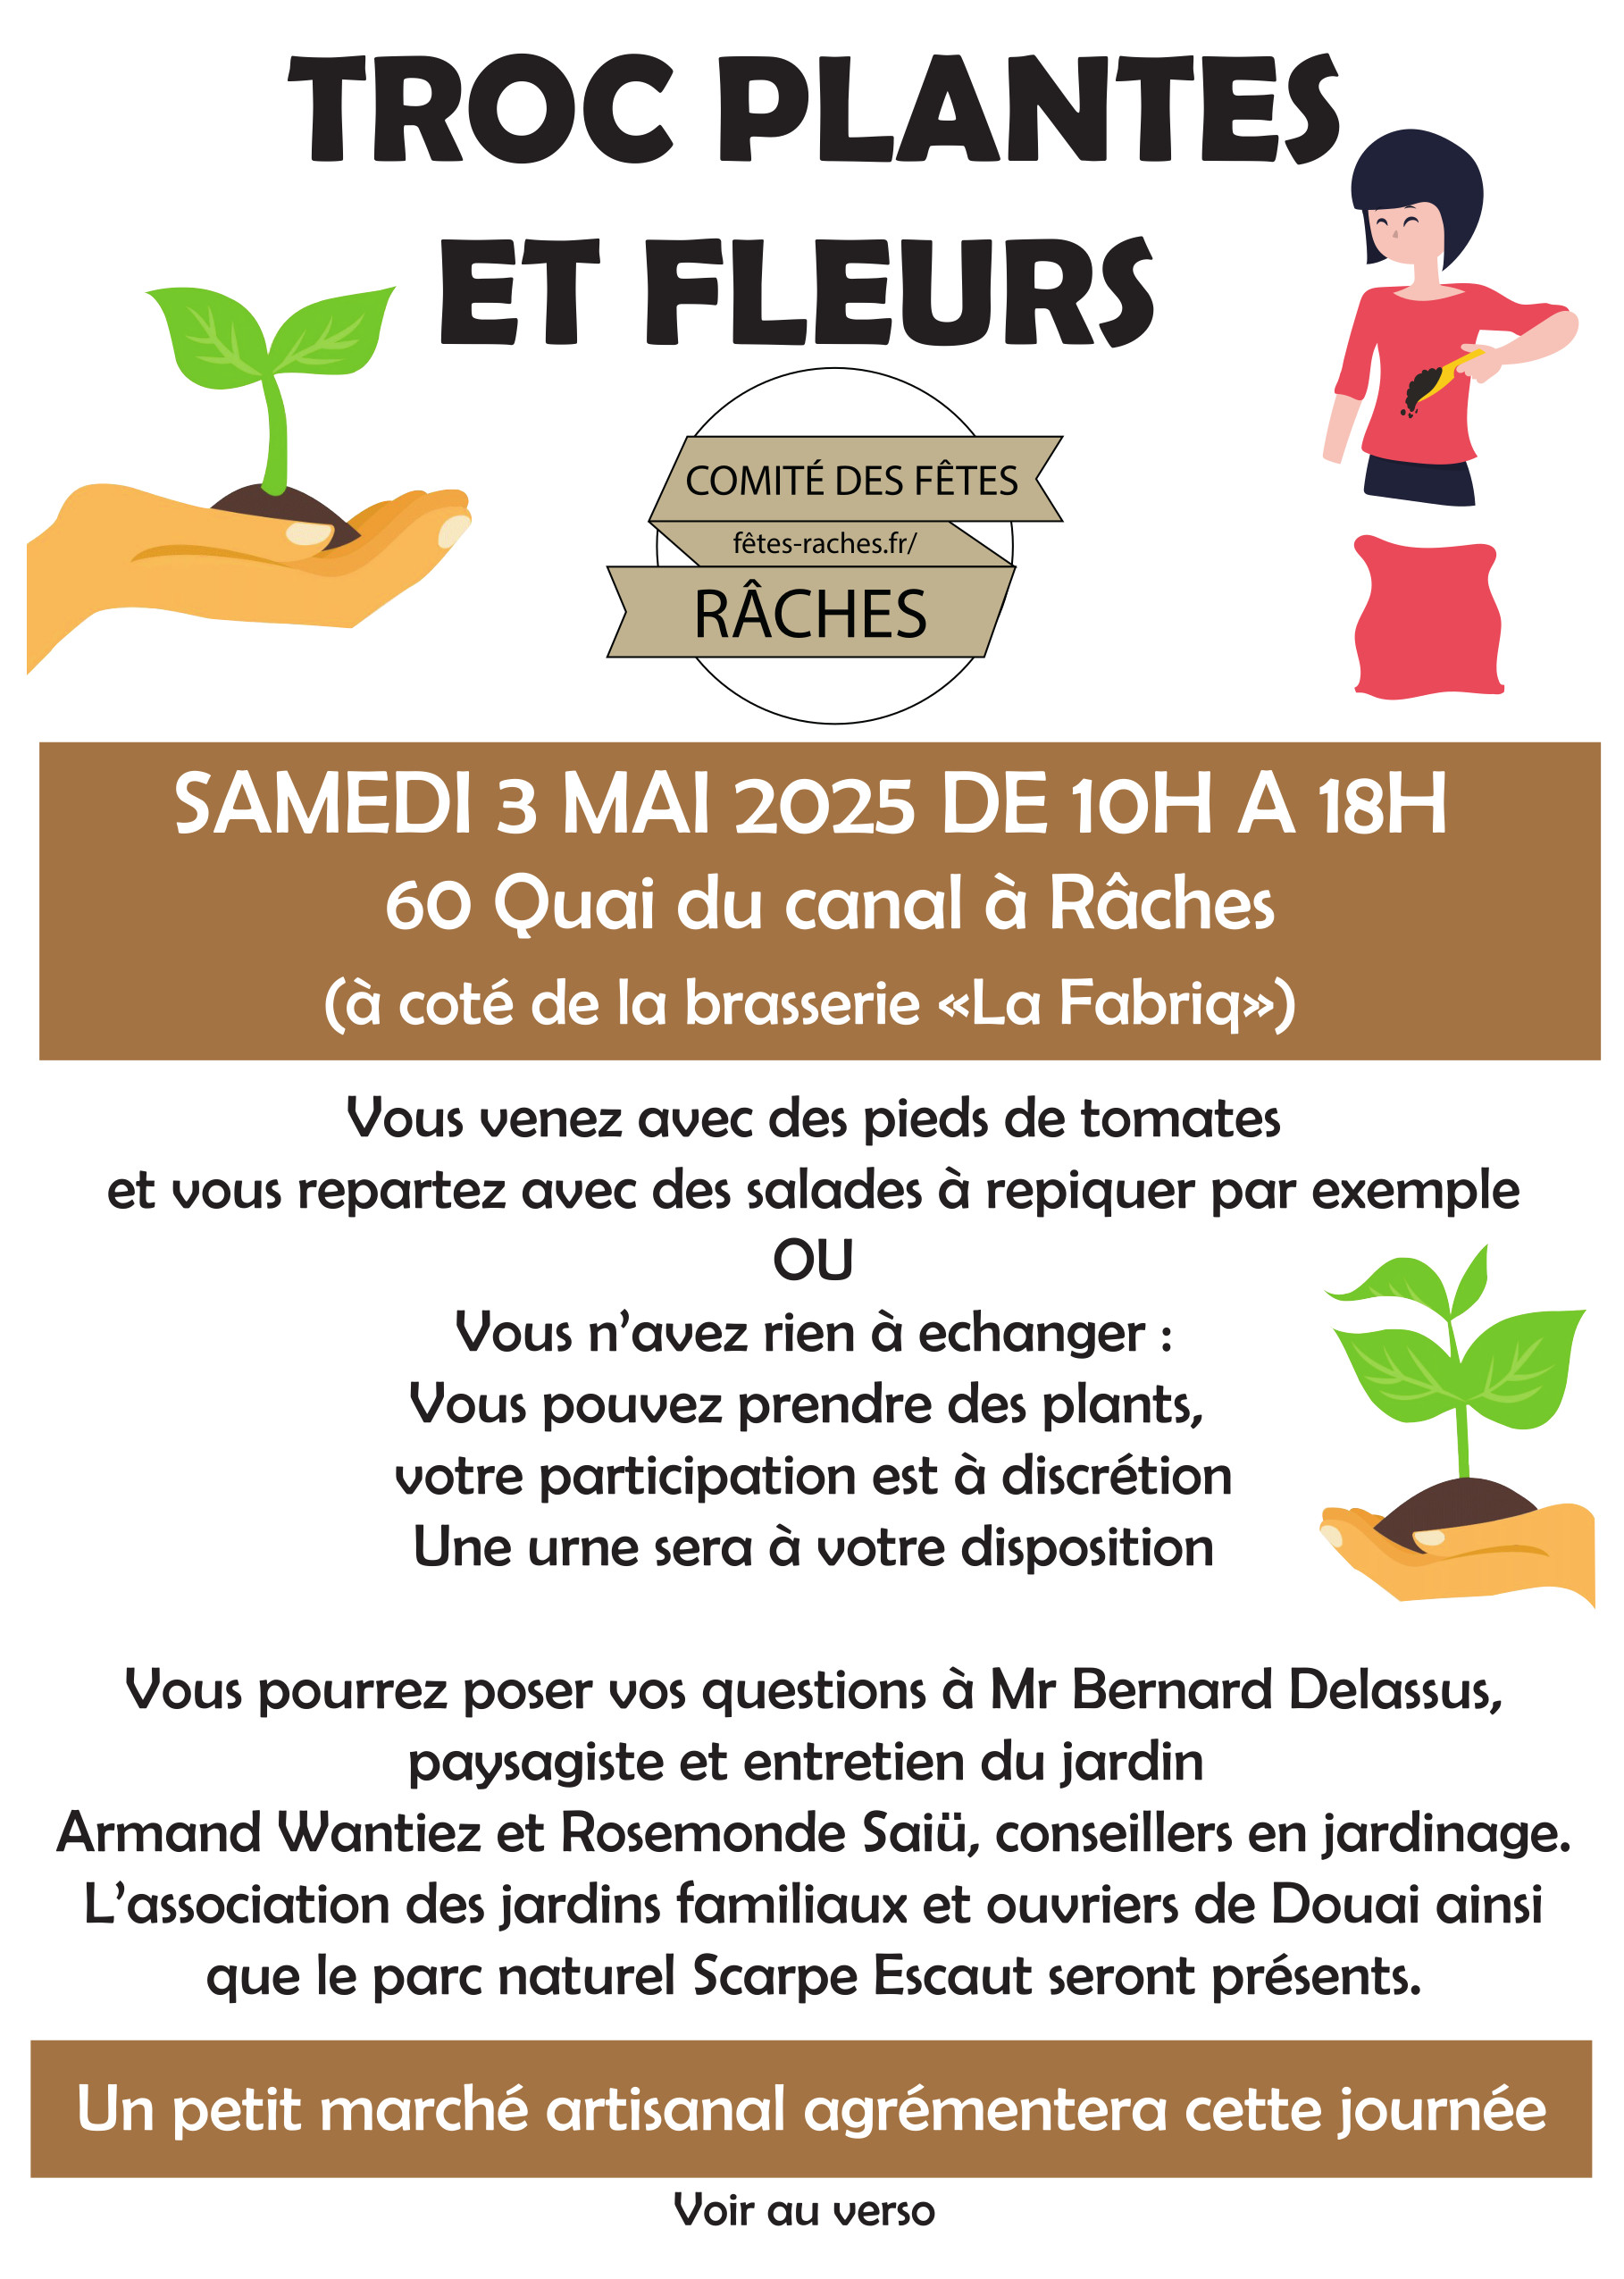 TROC PLANTES
ET FLEURS
COMITÉ DES FÊTES
fêtes-raches.fr/
RÂCHES
SAMEDI 3 MAI 2025 DE 10H A 18H
60 Quai du canal à Râches
(à coté de la brasserie «La Fabriq»)
Vous venez avec des pieds de tomates
et vous repartez avec des salades à repiquer par exemple
OU
Vous n’avez rien à echanger :
Vous pouvez prendre des plants,
votre participation est à discrétion
Une urne sera à votre disposition
Vous pourrez poser vos questions à Mr Bernard Delassus,
paysagiste et entretien du jardin
Armand Wantiez et Rosemonde Saiü, conseillers en jardinage.
L’association des jardins familiaux et ouvriers de Douai ainsi
que le parc naturel Scarpe Escaut seront présents.
Un petit marché artisanal agrémentera cette journée
Voir au verso